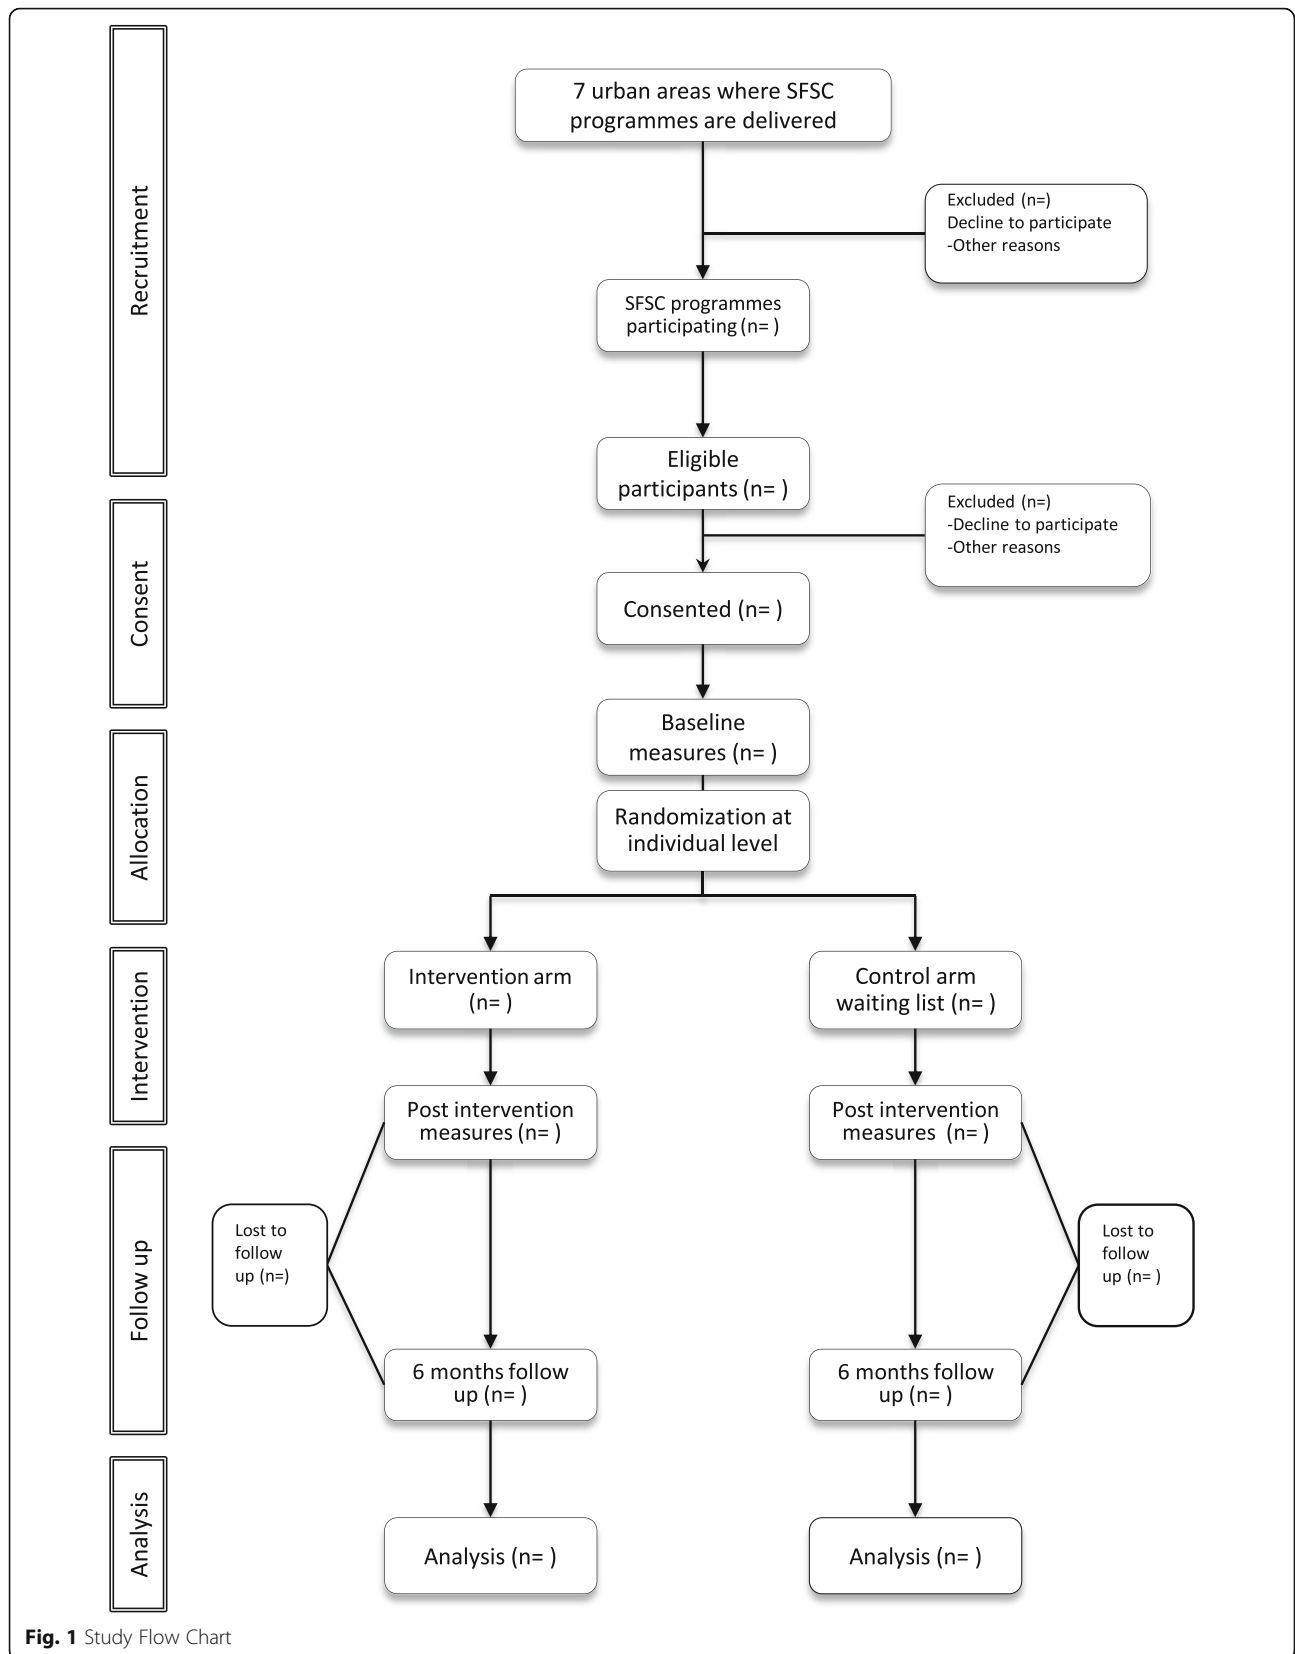 7 urban areas where SFSC
programmes are delivered
Recruitment
Excluded (n=)
Decline to participate
-Other reasons
SFSC programmes
participating (n= )
Eligible
participants (n= )
Consent
Excluded (n=)
-Decline to participate
-Other reasons
Consented (n= )
Baseline
measures (n= )
Allocation
Randomization at
individual level
Intervention
Intervention arm
(n= )
Control arm
waiting list (n= )
Post intervention
measures (n= )
Post intervention
measures (n= )
Follow up
Lost to
follow
up (n=)
Lost to
follow
up (n= )
6 months follow
up (n= )
6 months follow
up (n= )
Analysis
Analysis (n= )
Analysis (n= )
Fig. 1 Study Flow Chart